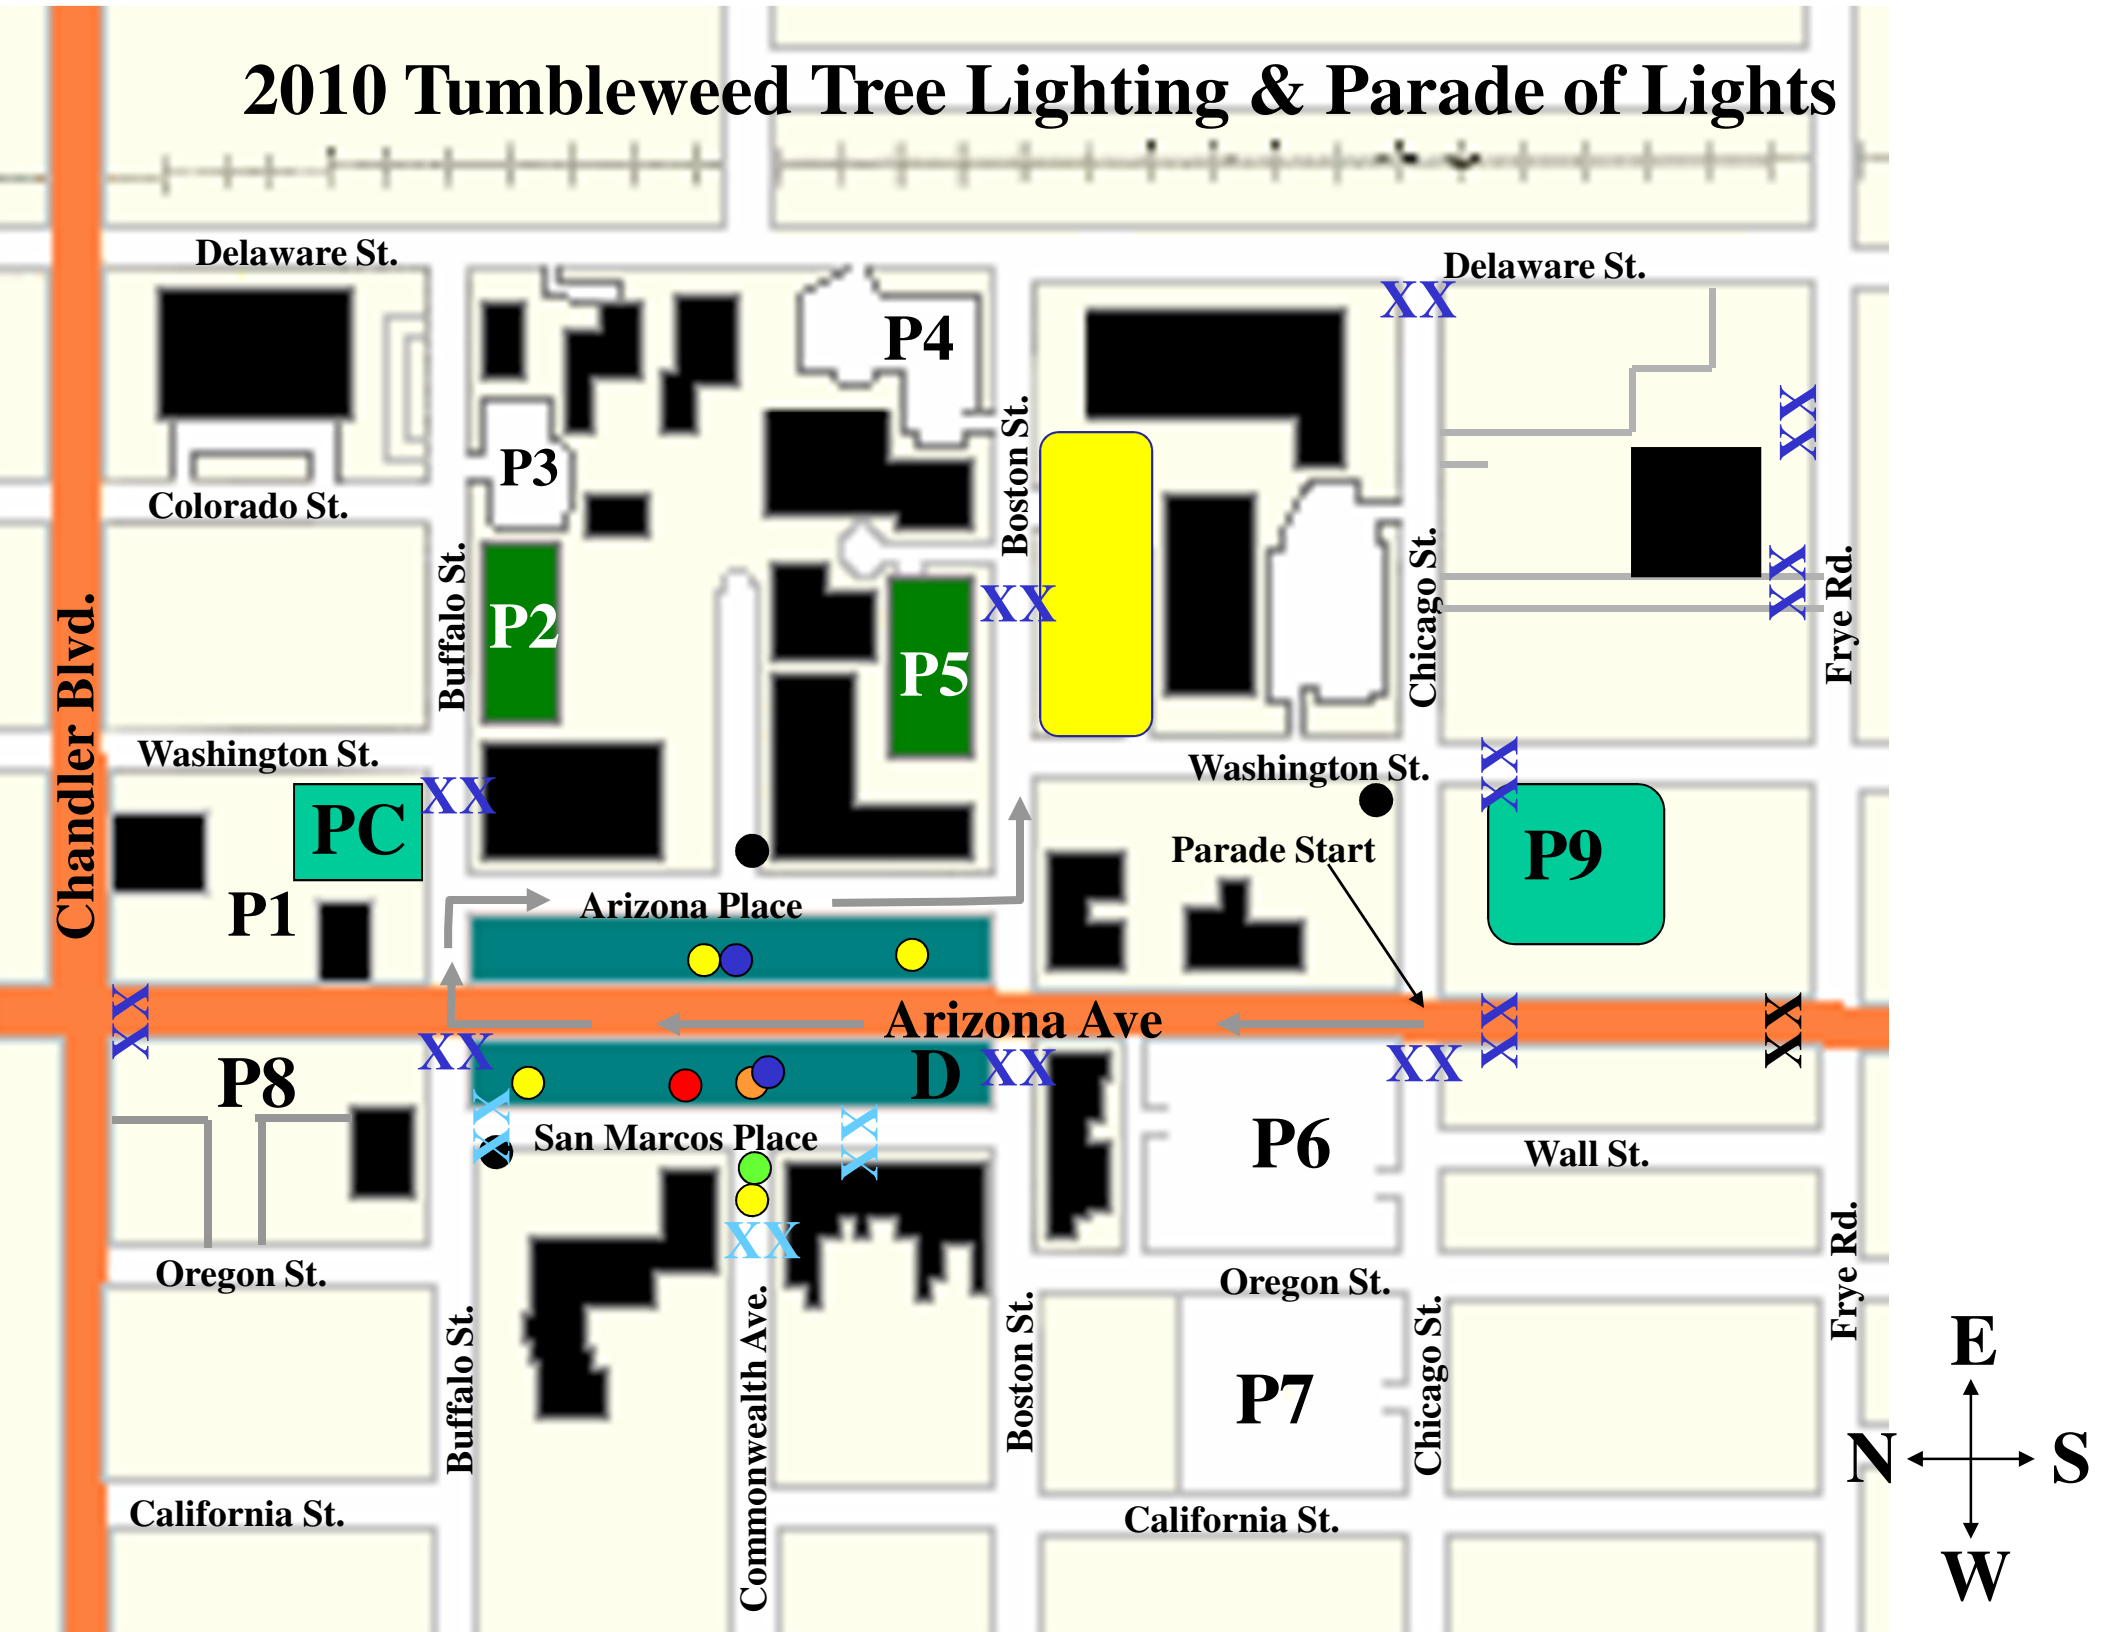 2010 Tumbleweed Tree Lighting & Parade of Lights
Delaware St.
Delaware St.
XX
P4
XX
Boston St.
P3
Colorado St.
Chicago St.
Buffalo St.
P2
XX
XX
Frye Rd.
Chandler Blvd.
P5
Washington St.
Washington St.
XX
XX
PC
Parade Start
P9
P1
Arizona Place
XX
Arizona Ave
XX
XX
XX
P8
D
XX
XX
XX
San Marcos Place
XX
P6
Wall St.
XX
Oregon St.
Oregon St.
Frye Rd.
Buffalo St.
Commonwealth Ave.
Boston St.
P7
Chicago St.
E
N
S
W
California St.
California St.